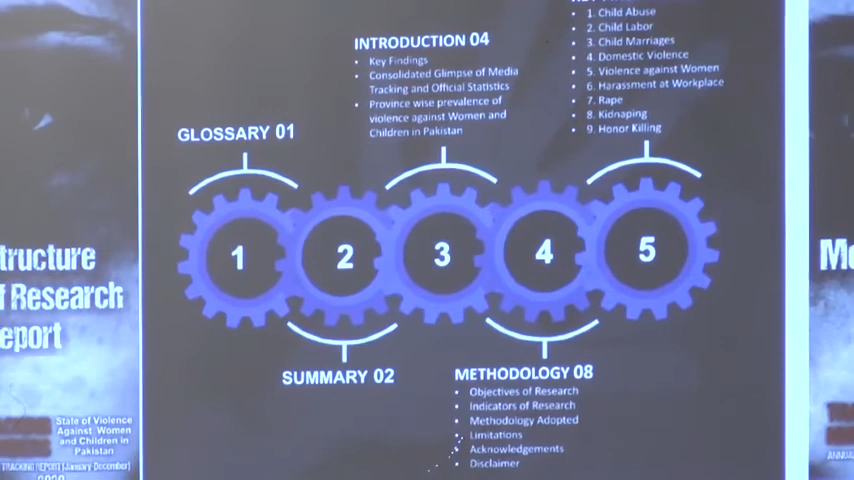 INTRODUCTION 04
• Key Findings
• Consolidated Glimpse of Media
Tracking and Official Statistics
• Province wise prevalence of
violence against Women and
Children in Pakistan
• 1. Child Abuse
• 2. Child Labor
• 3. Child Marriages
• 4. Domestic Violence
• 5. Violence against Women
• 6. Harassment at Workplace
• 7. Rape
• 8. Kidnaping
• 9. Honor Killing
GLOSSARY 01
1
2
3
4
5
SUMMARY 02
METHODOLOGY 08
• Objectives of Research
• Indicators of Research
• Methodology Adopted
• Limitations
• Acknowledgements
• Disclaimer
tructure
f Research
eport
State of Violence
Against Women
and Children in
Pakistan
TRACKING REPORT (January-December)
M
ANNUA